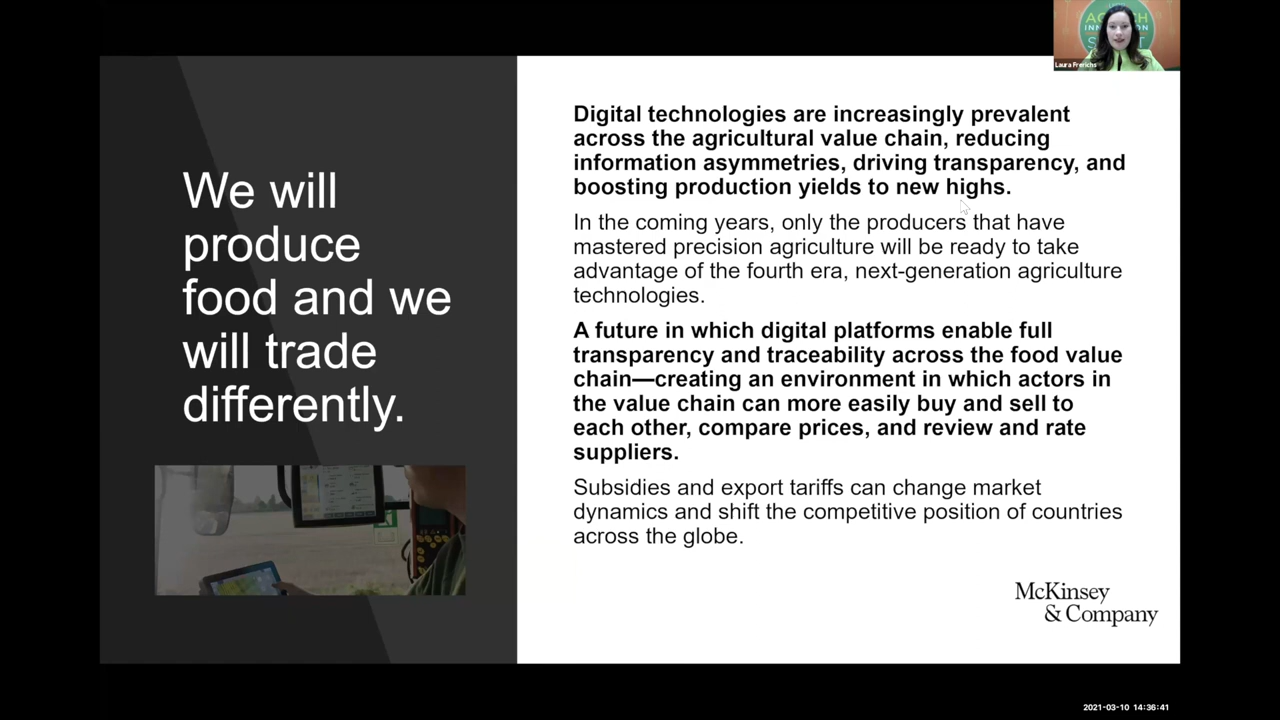 We will
produce
food and we
will trade
differently.
Digital technologies are increasingly prevalent
across the agricultural value chain, reducing
information asymmetries, driving transparency, and
boosting production yields to new highs.
In the coming years, only the producers that have
mastered precision agriculture will be ready to take
advantage of the fourth era, next-generation agriculture
technologies.
A future in which digital platforms enable full
transparency and traceability across the food value
chain—creating an environment in which actors in
the value chain can more easily buy and sell to
each other, compare prices, and review and rate
suppliers.
Subsidies and export tariffs can change market
dynamics and shift the competitive position of countries
across the globe.
McKinsey
& Company
Laura Frerichs
2021-03-10 14:36:41